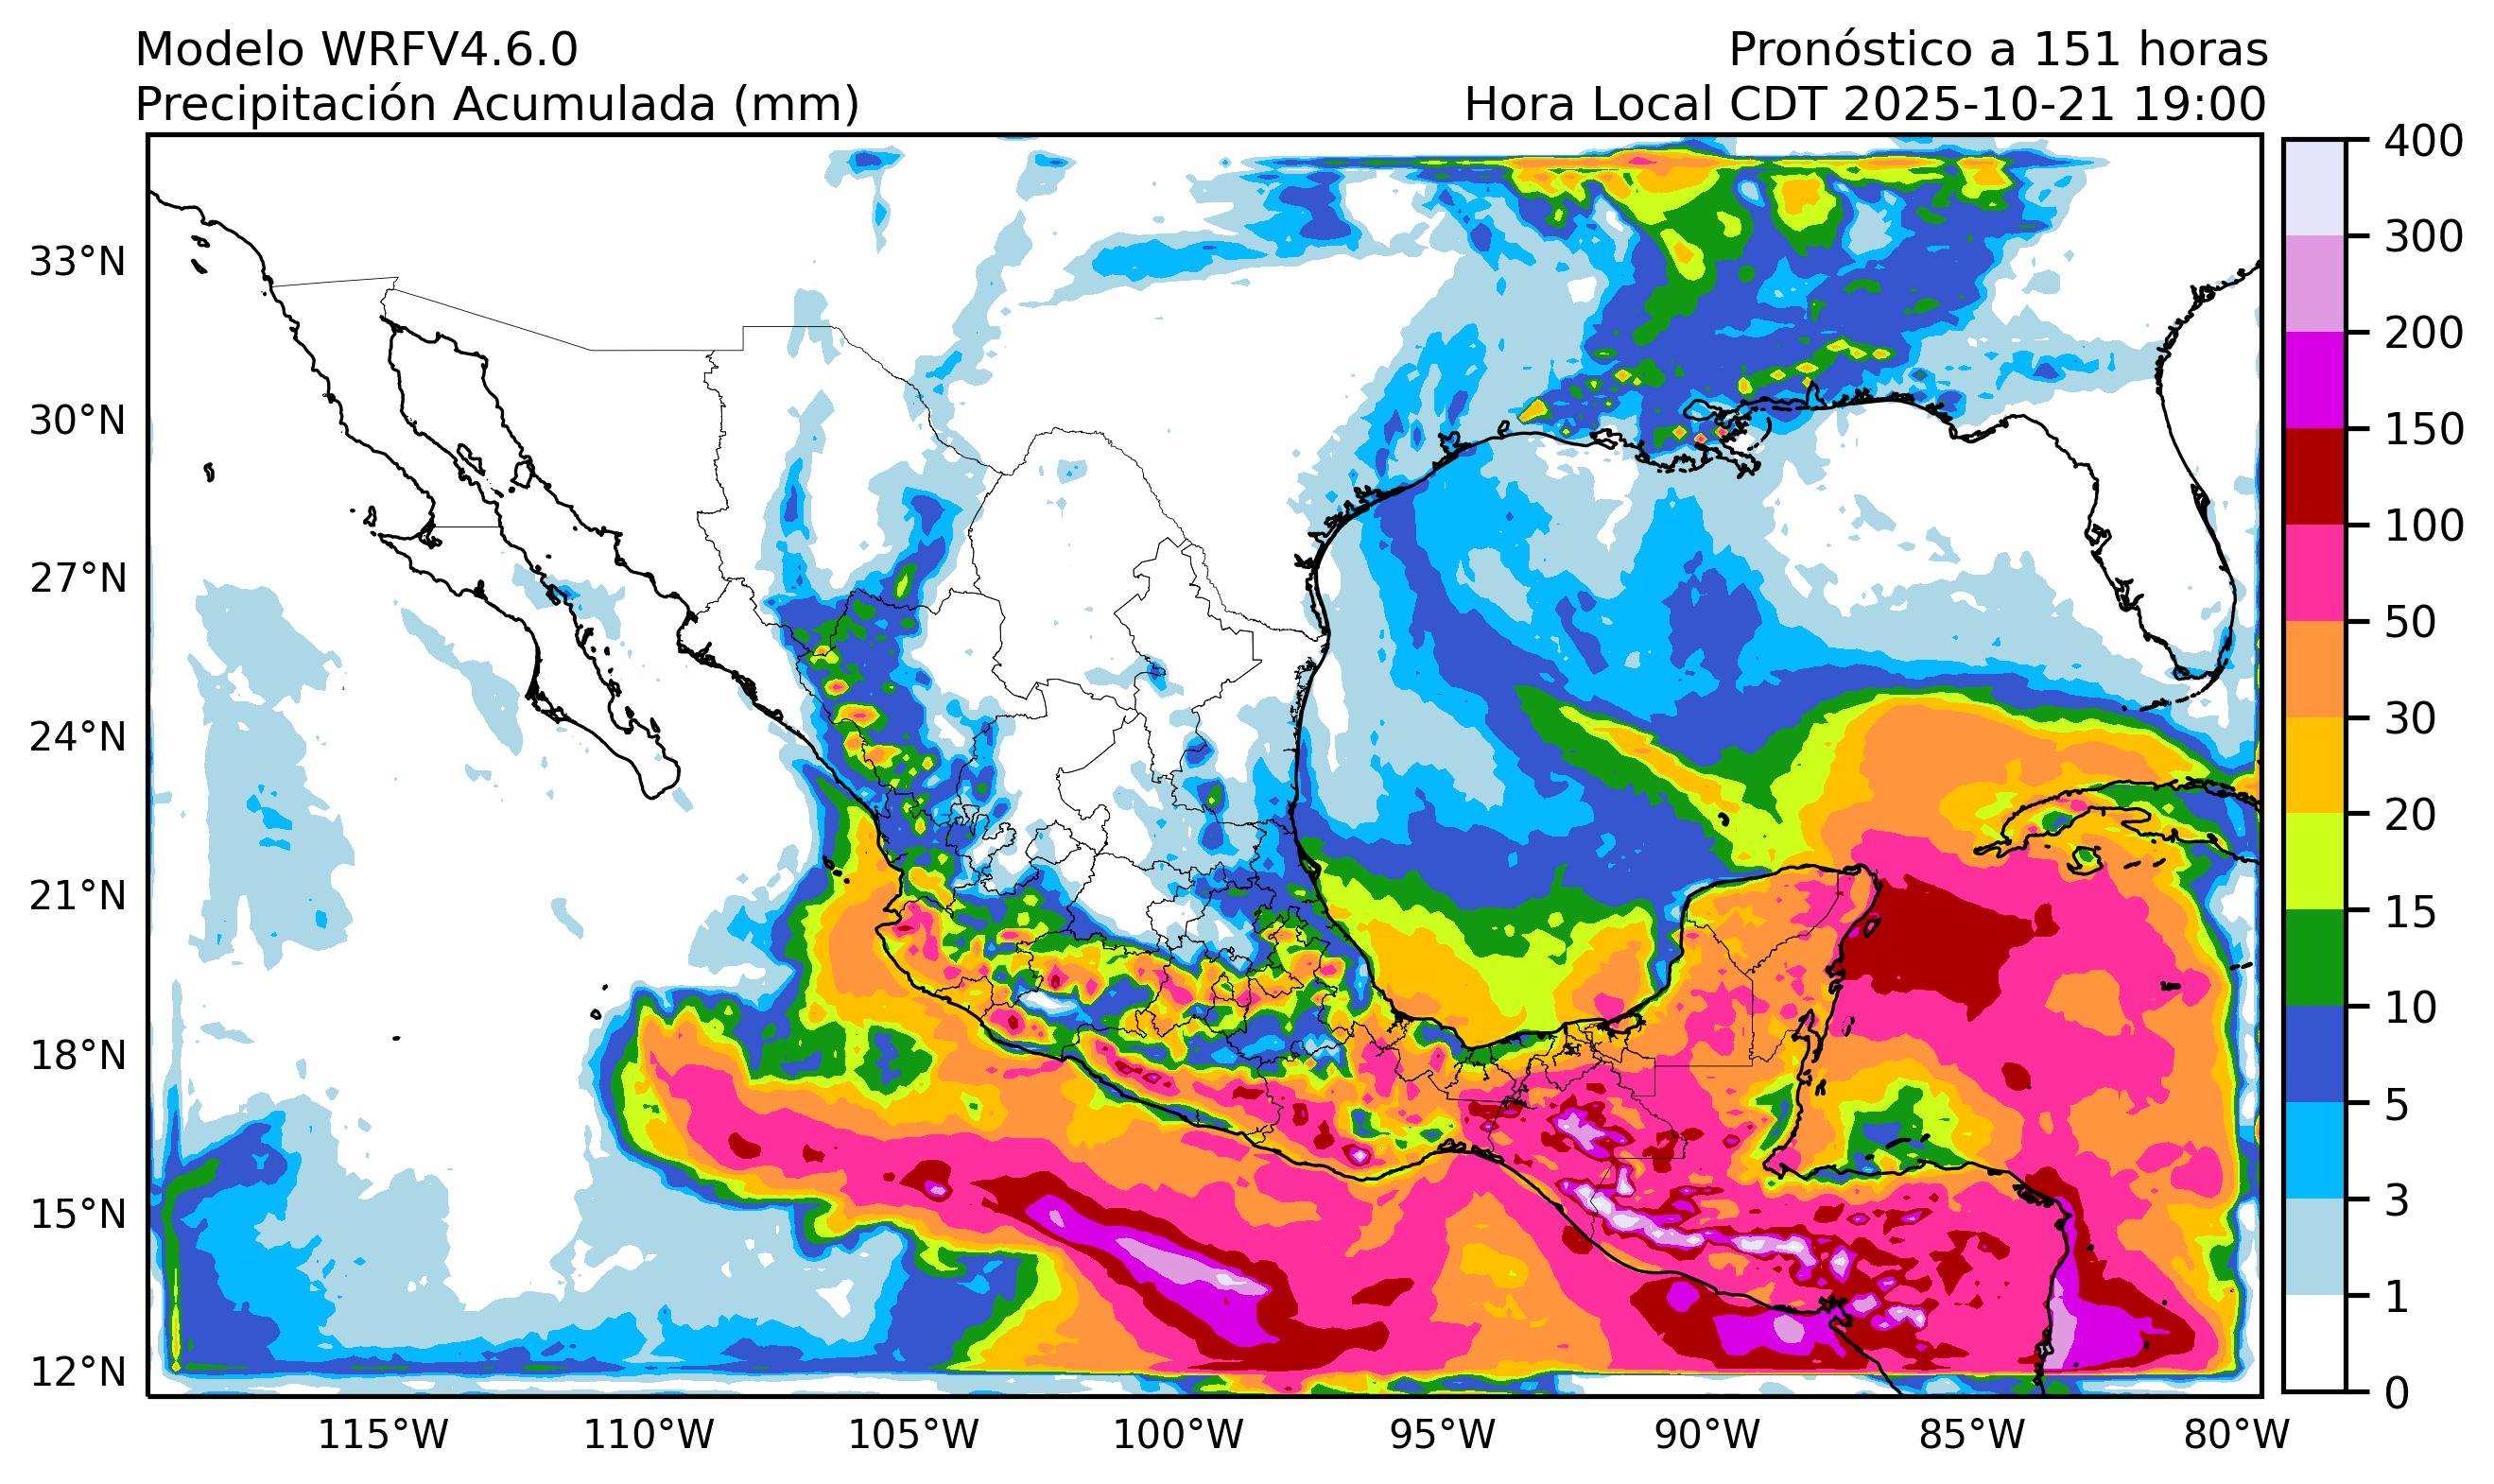 Modelo WRFV4.6.0
Precipitación Acumulada (mm)
Pronóstico a 151 horas
Hora Local CDT 2025-10-21 19:00
33°N
30°N
27°N
24°N
21°N
18°N
15°N
12°N
115°W
110°W
105°W
100°W
95°W
90°W
85°W
80°W
400
300
200
150
100
50
30
20
15
10
5
3
1
0